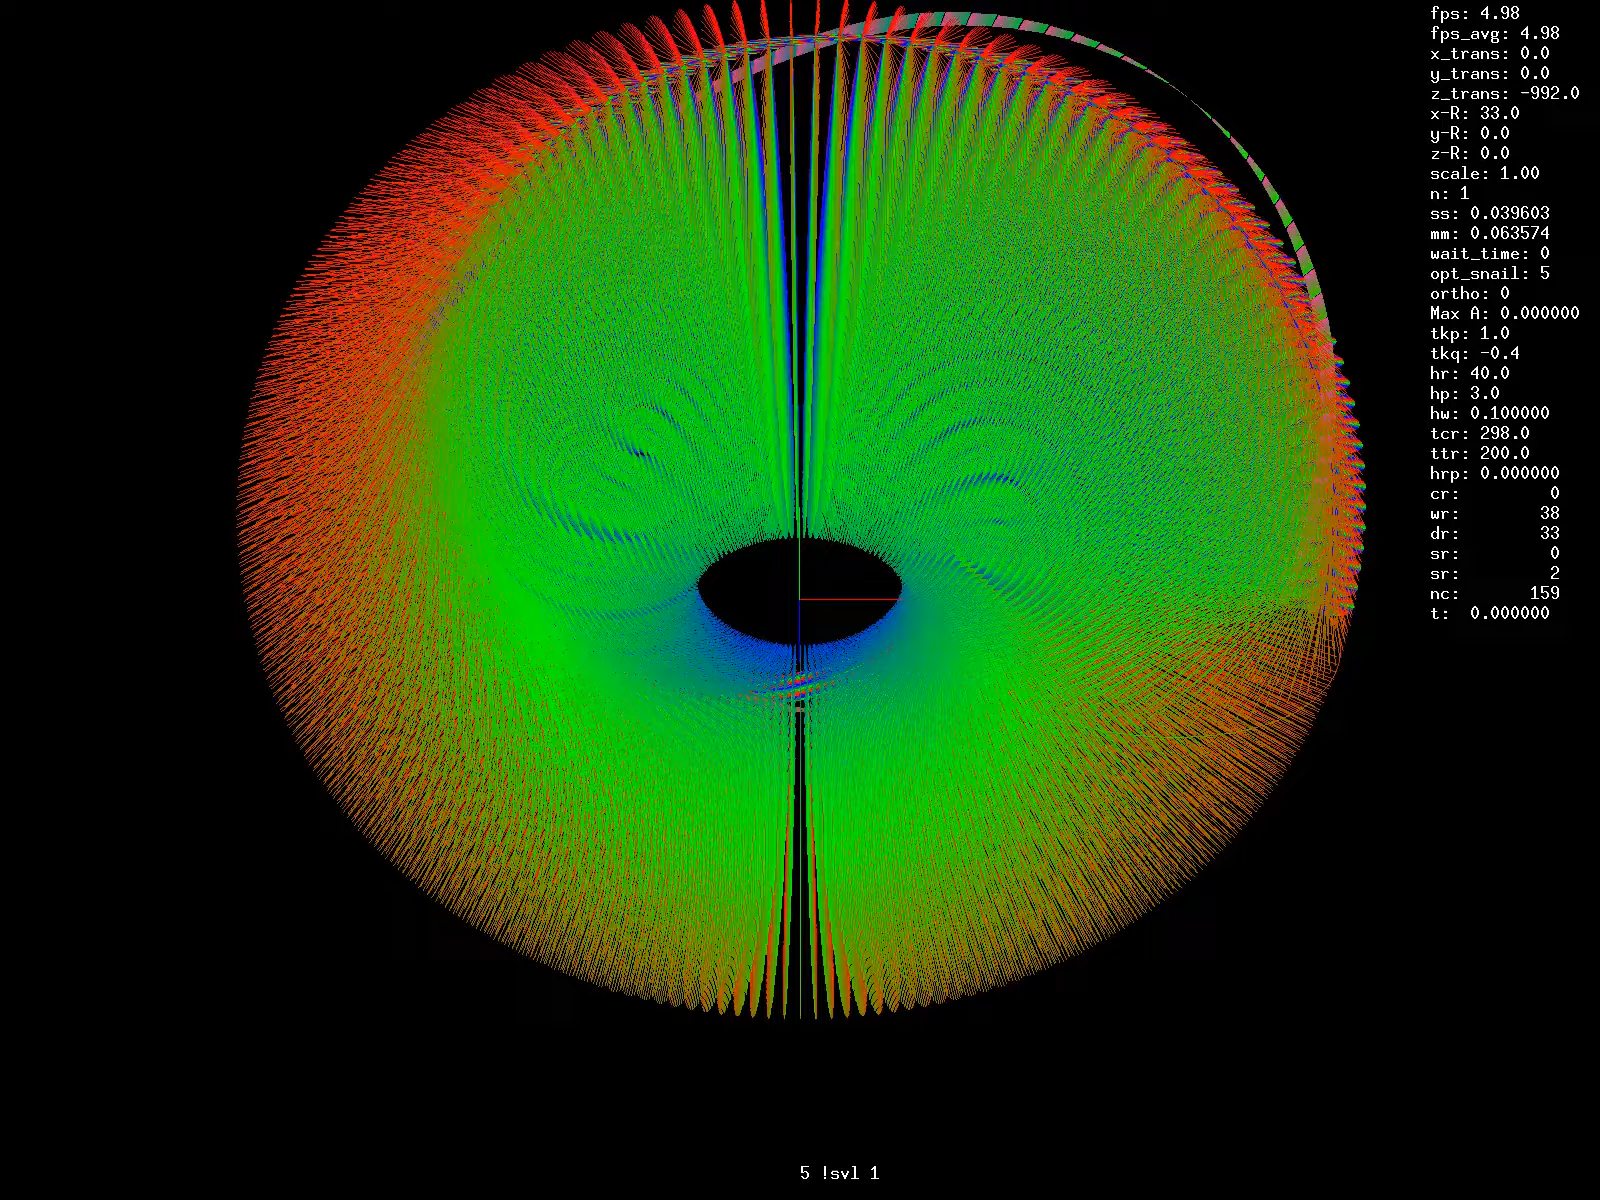 fps: 4.98
fps_avg: 4.98
x_trans: 0.0
y_trans: 0.0
z_trans: -992.0
x-R: 33.0
y-R: 0.0
z-R: 0.0
scale: 1.00
n: 1
ss: 0.039603
mm: 0.063574
wait_time: 0
opt_snail: 5
ortho: 0
Max A: 0.000000
tkp: 1.0
tkq: -0.4
hr: 40.0
hp: 3.0
hw: 0.100000
tcr: 298.0
ttr: 200.0
hrp: 0.000000
cr: 0
wr: 38
dr: 33
sr: 0
sr: 2
nc: 159
t: 0.000000
5 !svl 1